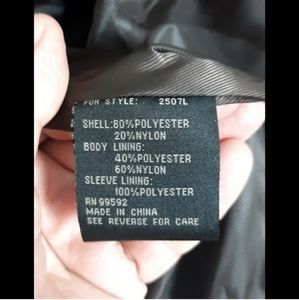 FOR STYLE: 2507L
SHELL:80%POLYESTER
20%NYLON
BODY LINING:
40%POLYESTER
60%NYLON
SLEEVE LINING:
100%POLYESTER
RN 99592
MADE IN CHINA
SEE REVERSE FOR CARE